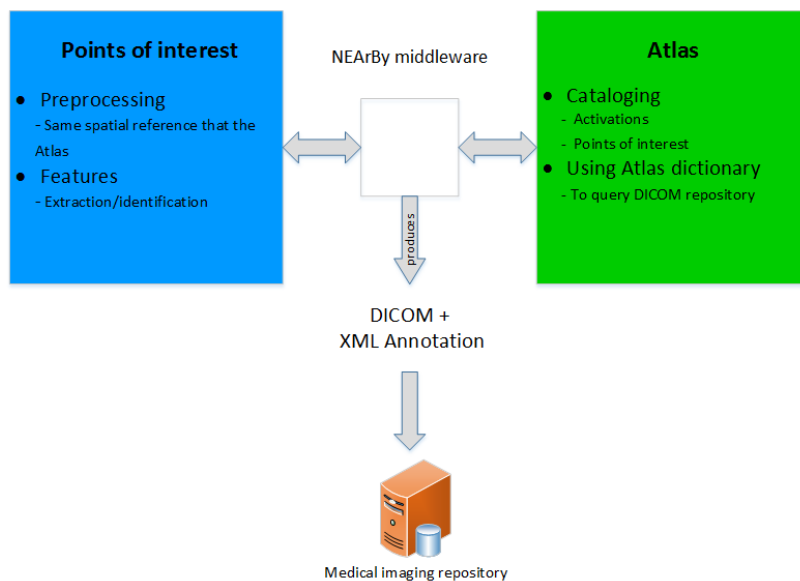 Points of interest
● Preprocessing
- Same spatial reference that the
Atlas
● Features
- Extraction/identification
NEArBy middleware
Atlas
● Cataloging
- Activations
- Points of interest
● Using Atlas dictionary
- To query DICOM repository
produces
DICOM +
XML Annotation
Medical imaging repository